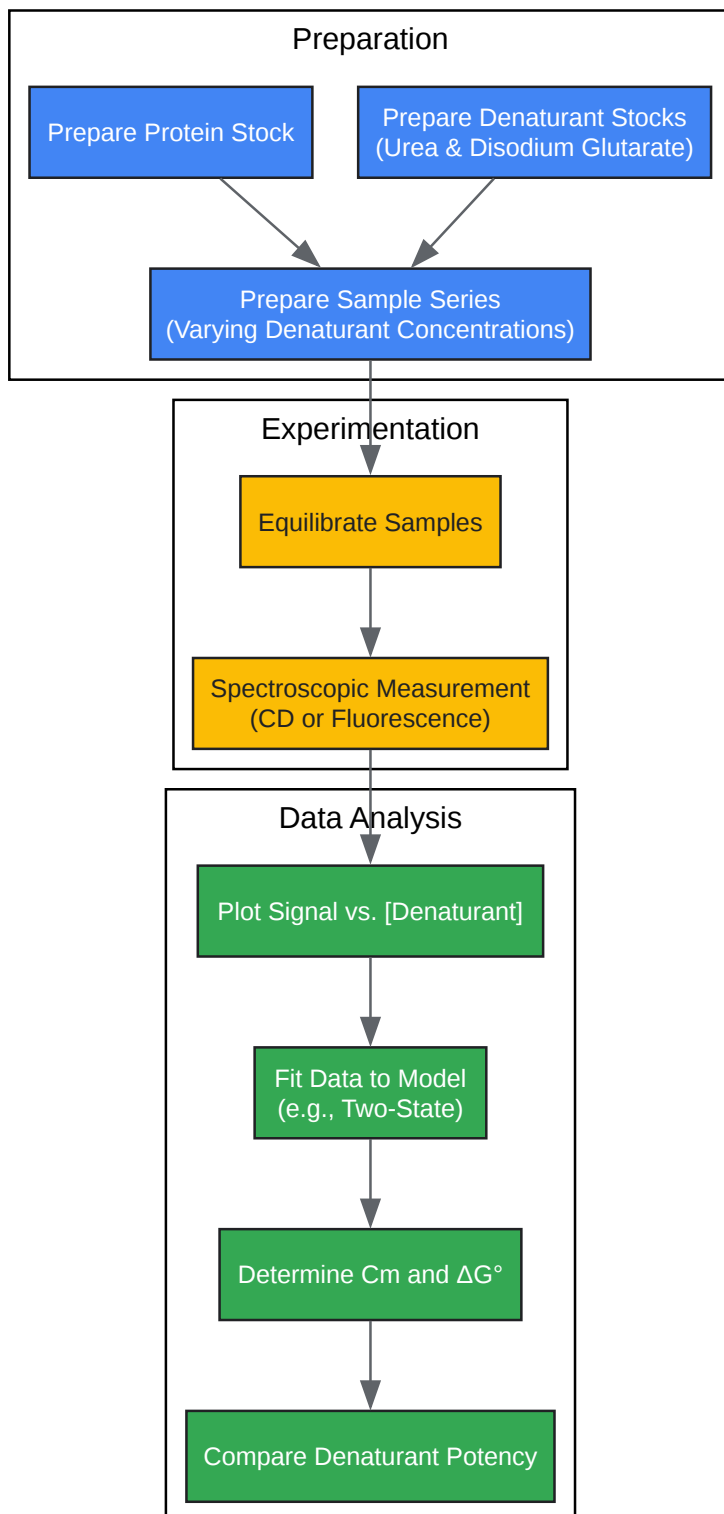 Preparation
Prepare Protein Stock
Prepare Denaturant Stocks
(Urea & Disodium Glutarate)
Prepare Sample Series
(Varying Denaturant Concentrations)
Experimentation
Equilibrate Samples
Spectroscopic Measurement
(CD or Fluorescence)
Data Analysis
Plot Signal vs. [Denaturant]
Fit Data to Model
(e.g., Two-State)
Determine Cm and ΔG°
Compare Denaturant Potency